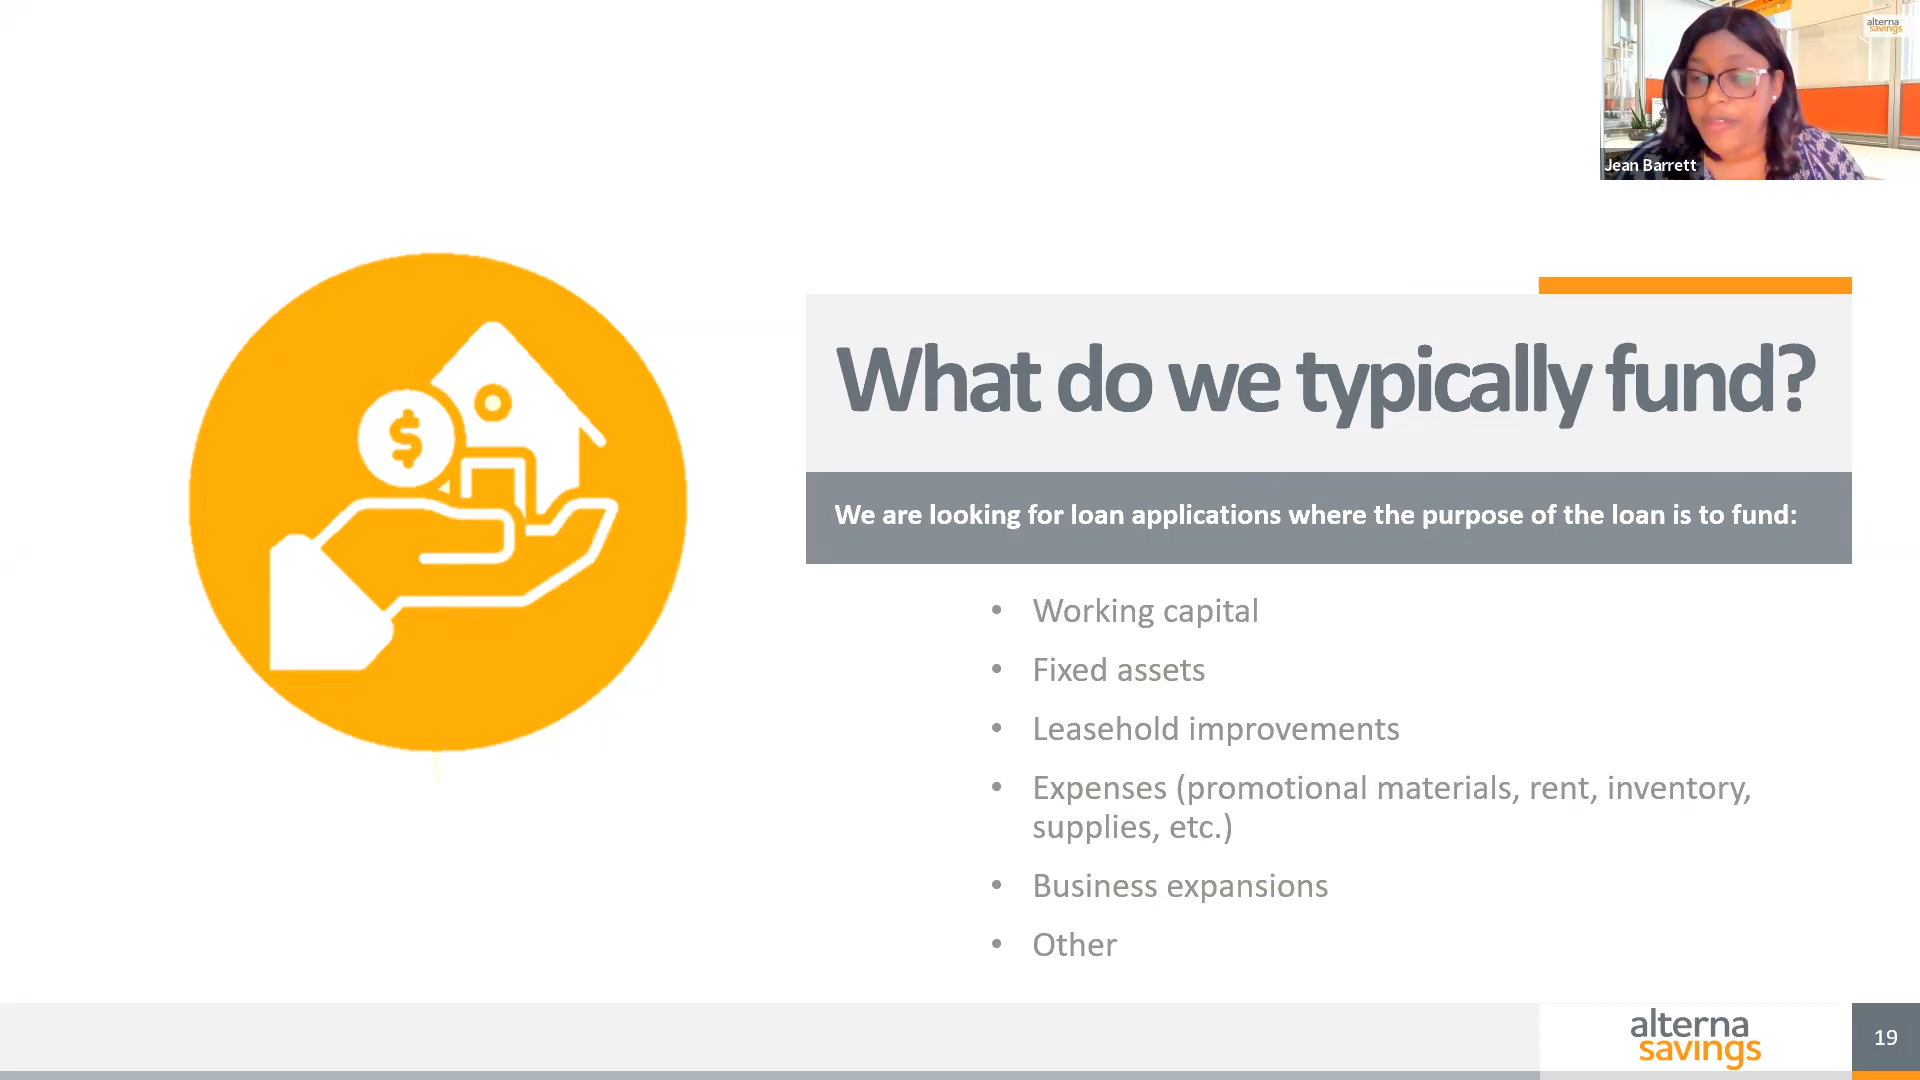 alterna
savings
Jean Barrett
What do we typically fund?
We are looking for loan applications where the purpose of the loan is to fund:
• Working capital
• Fixed assets
• Leasehold improvements
• Expenses (promotional materials, rent, inventory,
supplies, etc.)
• Business expansions
• Other
$
alterna
savings
19